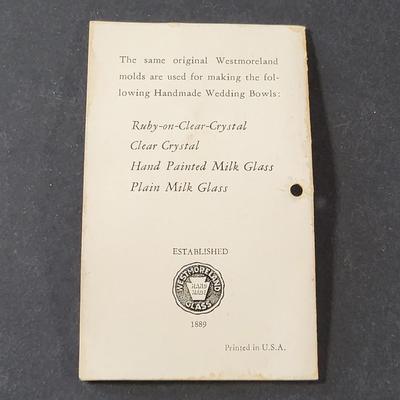 The same original Westmoreland
molds are used for making the fol-
lowing Handmade Wedding Bowls:
Ruby-on-Clear-Crystal
Clear Crystal
Hand Painted Milk Glass
Plain Milk Glass
ESTABLISHED
WESTMORELAND
HAND
MADE
GLASS
1889
Printed in U.S.A.